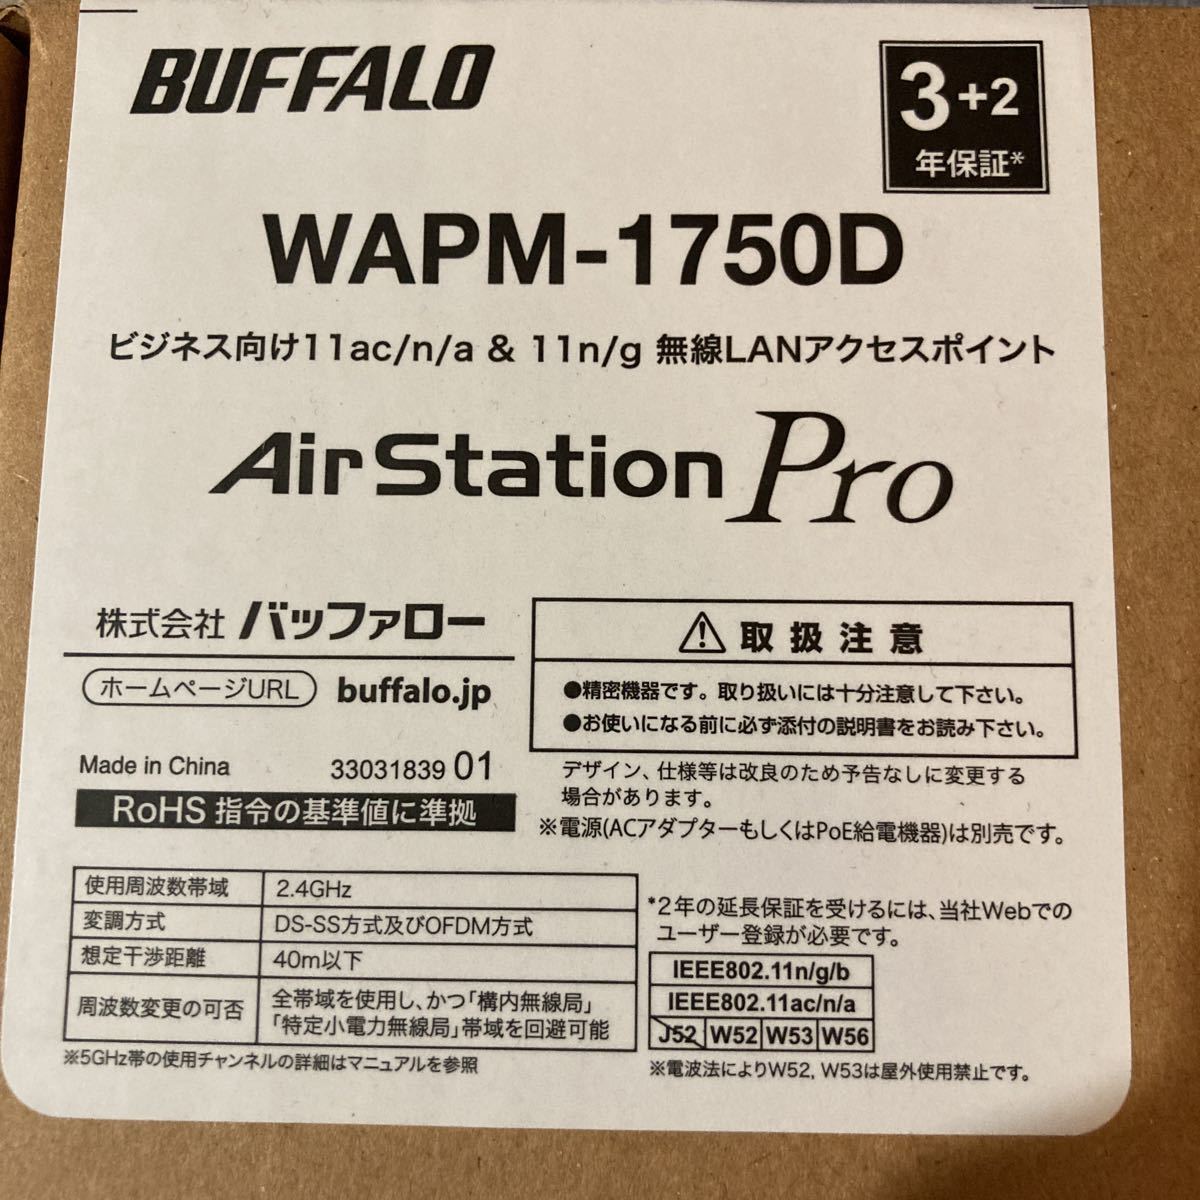 BUFFALO
3+2
年保証*
WAPM-1750D
ビジネス向け11ac/n/a & 11n/g 無線LANアクセスポイント
AirStation Pro
株式会社 バッファロー
ホームページURL buffalo.jp
Made in China 33031839 01
RoHS 指令の基準値に準拠
⚠取扱注意
●精密機器です。取り扱いには十分注意して下さい。
●お使いになる前に必ず添付の説明書をお読み下さい。
デザイン、仕様等は改良のため予告なしに変更する
場合があります。
※電源(ACアダプターもしくはPoE給電機器)は別売です。
使用周波数帯域 2.4GHz
変調方式 DS-SS方式及びOFDM方式
想定干渉距離 40m以下
周波数変更の可否 全帯域を使用し、かつ「構内無線局」
「特定小電力無線局」帯域を回避可能
※5GHz帯の使用チャンネルの詳細はマニュアルを参照
*2年の延長保証を受けるには、当社Webでの
ユーザー登録が必要です。
IEEE802.11n/g/b
IEEE802.11ac/n/a
J52 W52 W53 W56
※電波法によりW52, W53は屋外使用禁止です。